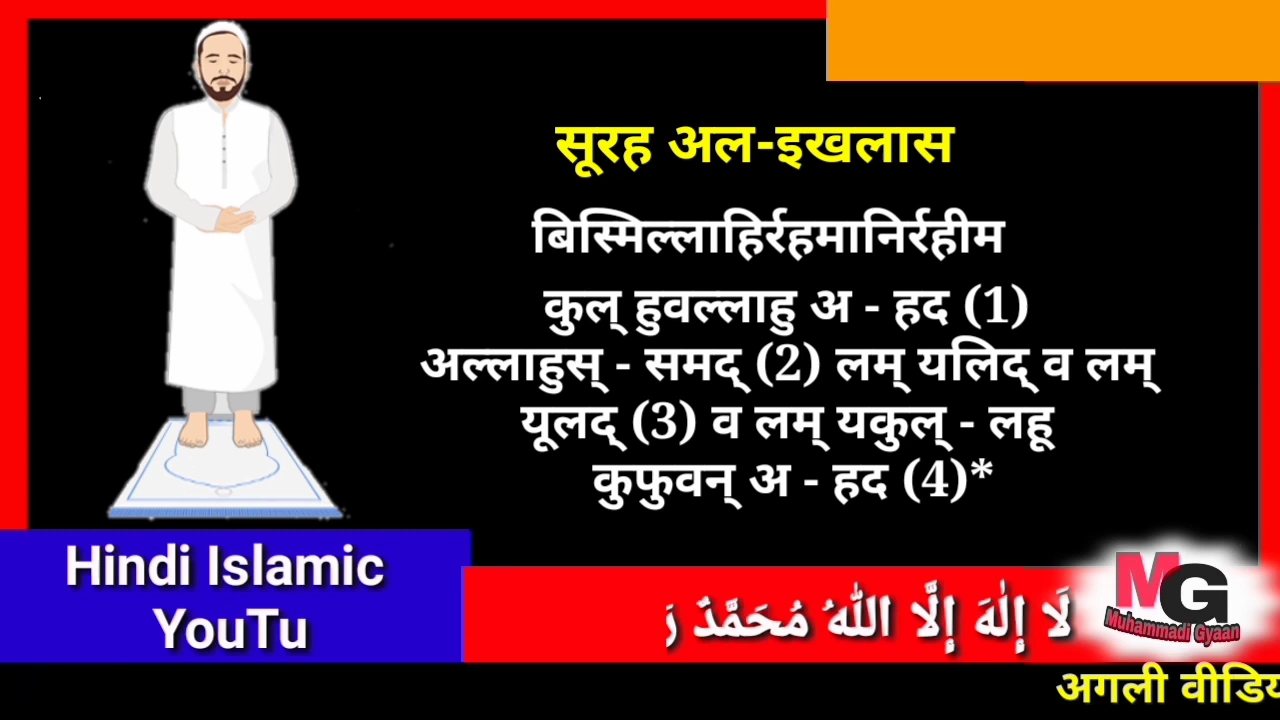 सूरह अल-इखलास
बिस्मिल्लाहिर्रहमानिर्रहीम
कुल् हुवल्लाहु अ - हद (1)
अल्लाहुस् - समद् (2) लम् यलिद् व लम्
यूलद् (3) व लम् यकुल् - लहू
कुफुवन् अ - हद (4)*
Hindi Islamic
YouTu
لَا إِلٰهَ إِلَّا اللهُ مُحَمَّدٌ رَ
MG
Muhammadi Gyaan
अगली